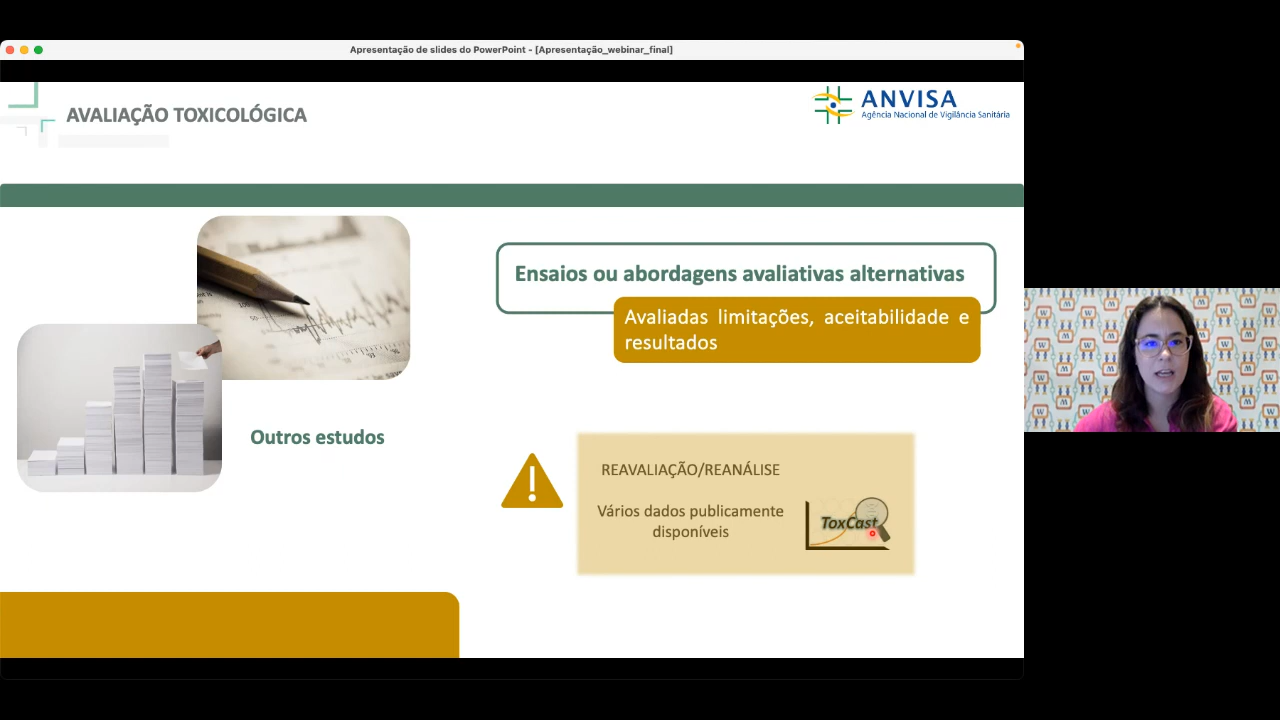 Apresentação de slides do PowerPoint - [Apresentação_webinar_final]
AVALIAÇÃO TOXICOLÓGICA
ANVISA
Agência Nacional de Vigilância Sanitária
Ensaios ou abordagens avaliativas alternativas
Avaliadas limitações, aceitabilidade e
resultados
Outros estudos
REAVALIAÇÃO/REANÁLISE
Vários dados publicamente
disponíveis
ToxCast